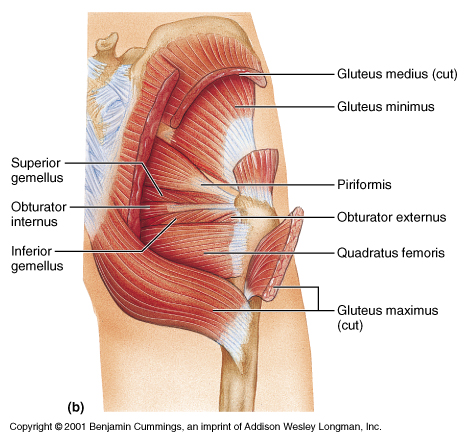 Gluteus medius (cut)
Gluteus minimus
Superior
gemellus
Piriformis
Obturator
internus
Obturator externus
Inferior
gemellus
Quadratus femoris
Gluteus maximus
(cut)
(b)
Copyright © 2001 Benjamin Cummings, an imprint of Addison Wesley Longman, Inc.